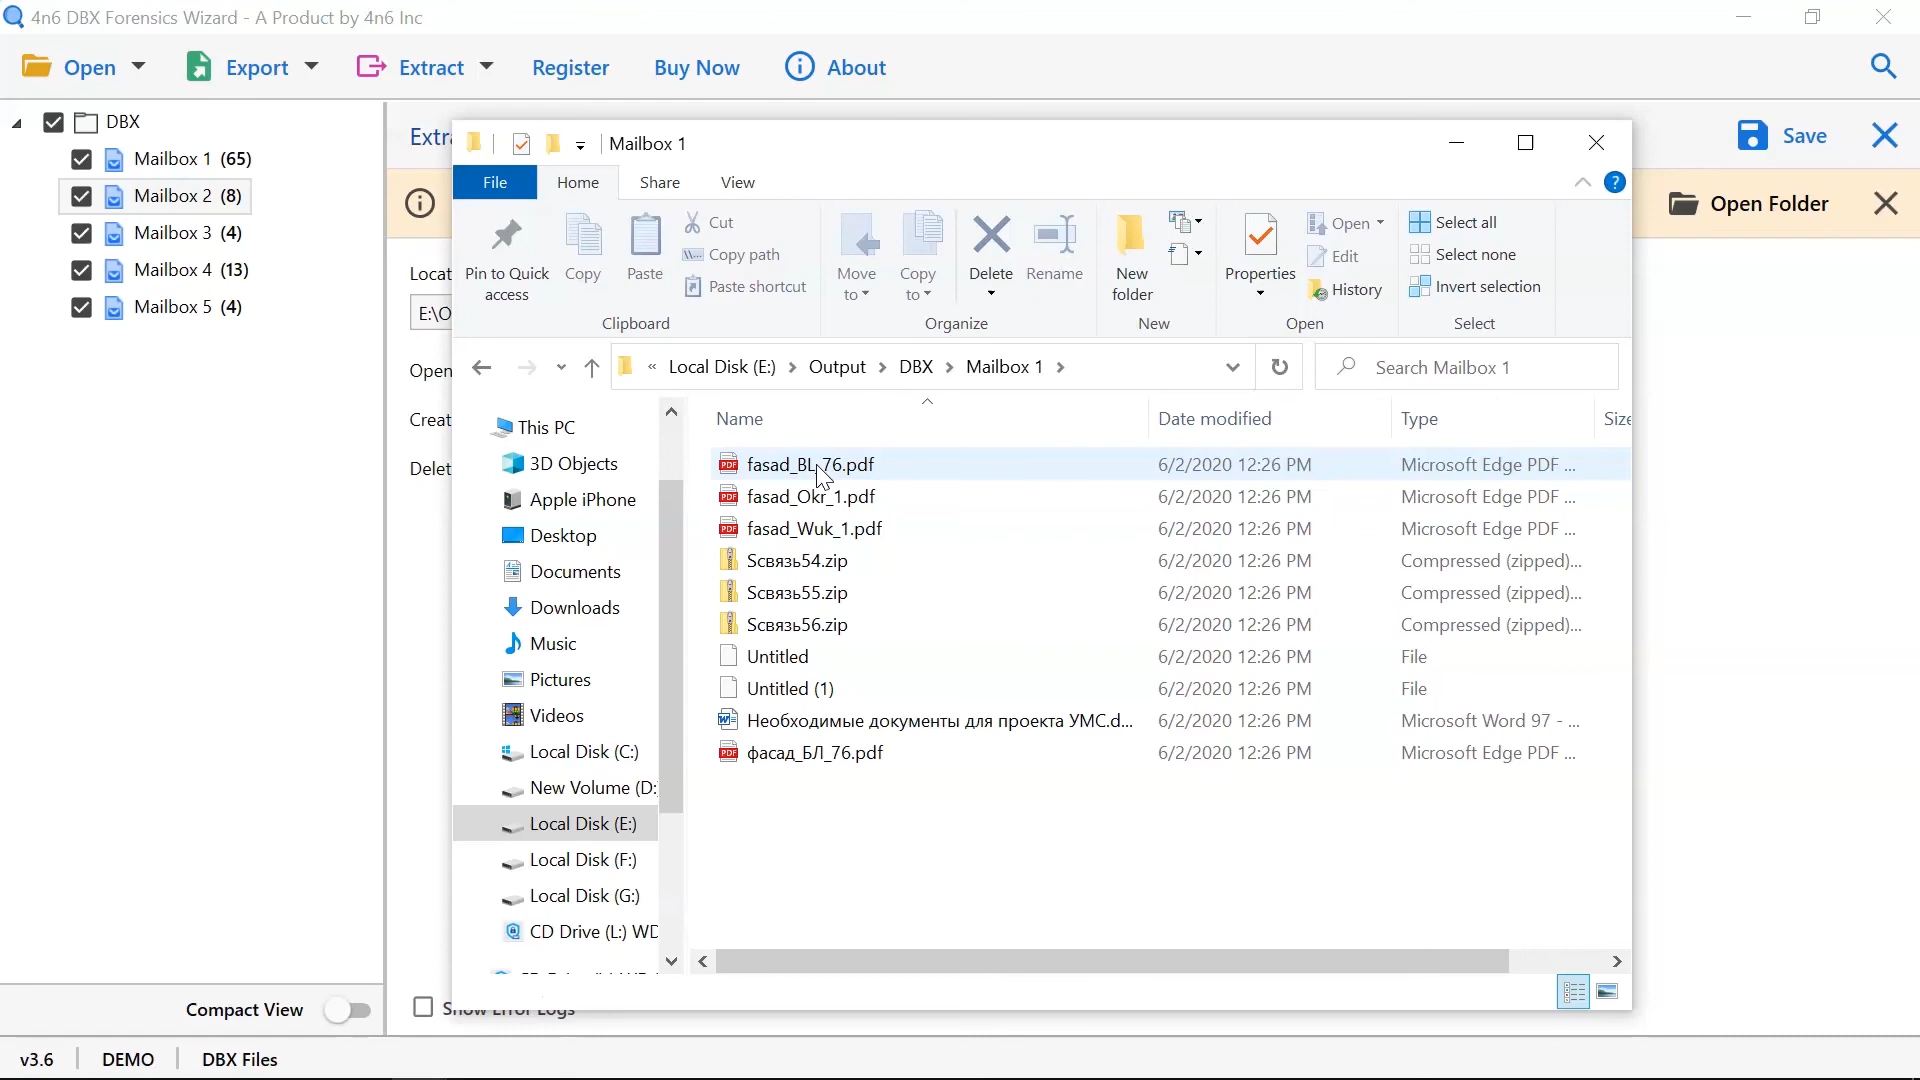 4n6 DBX Forensics Wizard - A Product by 4n6 Inc
Open Export Extract Register Buy Now About
DBX
Mailbox 1 (65)
Mailbox 2 (8)
Mailbox 3 (4)
Mailbox 4 (13)
Mailbox 5 (4)
Compact View
v3.6 DEMO DBX Files
Save
Open Folder
E:\O
Mailbox 1
File Home Share View
Pin to Quick access
Copy
Paste
Cut
Copy path
Paste shortcut
Clipboard
Move to
Copy to
Delete
Rename
Organize
New folder
New
Properties
Open
Edit
History
Open
Select all
Select none
Invert selection
Select
« Local Disk (E:) > Output > DBX > Mailbox 1 >
Search Mailbox 1
This PC
3D Objects
Apple iPhone
Desktop
Documents
Downloads
Music
Pictures
Videos
Local Disk (C:)
New Volume (D:
Local Disk (E:)
Local Disk (F:)
Local Disk (G:)
CD Drive (L:) WD
Name Date modified Type Size
fasad_BL_76.pdf 6/2/2020 12:26 PM Microsoft Edge PDF ...
fasad_Okr_1.pdf 6/2/2020 12:26 PM Microsoft Edge PDF ...
fasad_Wuk_1.pdf 6/2/2020 12:26 PM Microsoft Edge PDF ...
Sсвязь54.zip 6/2/2020 12:26 PM Compressed (zipped)...
Sсвязь55.zip 6/2/2020 12:26 PM Compressed (zipped)...
Sсвязь56.zip 6/2/2020 12:26 PM Compressed (zipped)...
Untitled 6/2/2020 12:26 PM File
Untitled (1) 6/2/2020 12:26 PM File
Необходимые документы для проекта УМС.d... 6/2/2020 12:26 PM Microsoft Word 97 - ...
фасад_БЛ_76.pdf 6/2/2020 12:26 PM Microsoft Edge PDF ...